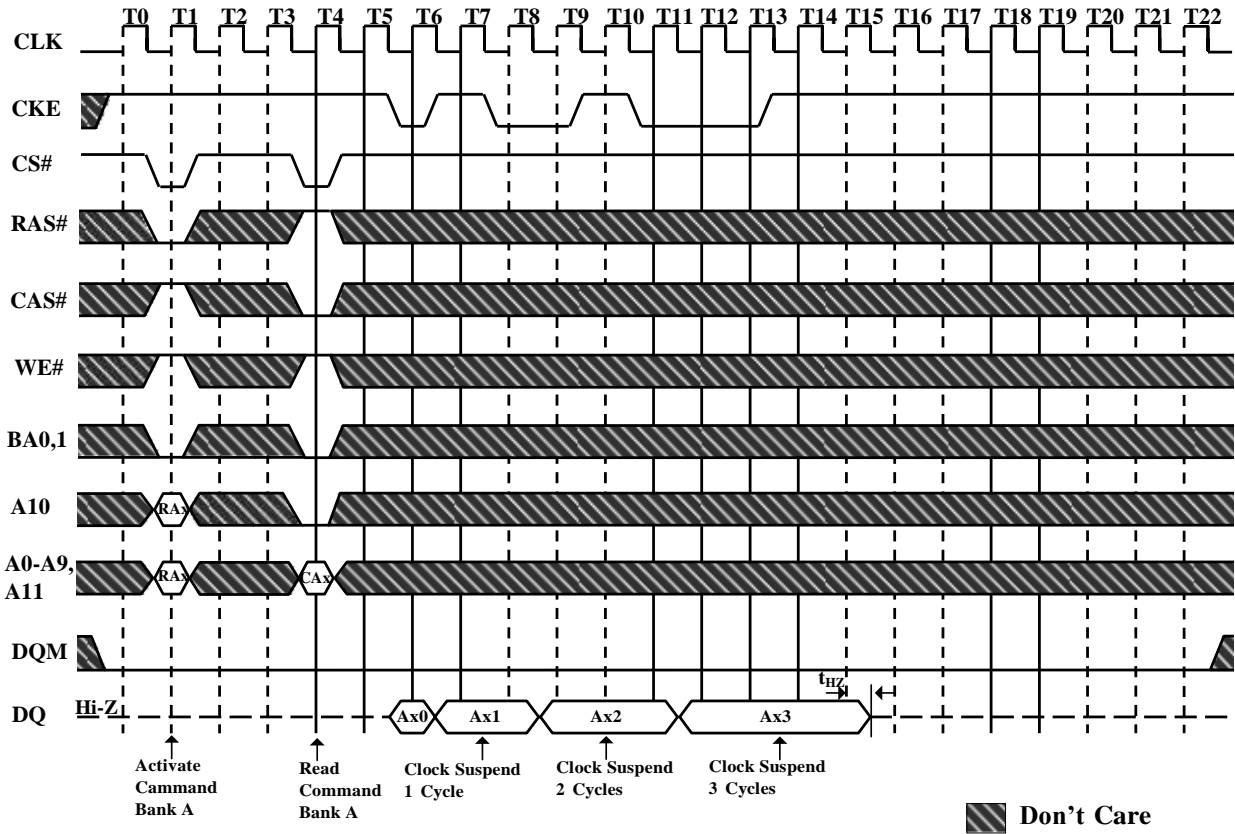 T0 T1 T2 T3 T4 T5 T6 T7 T8 T9 T10 T11 T12 T13 T14 T15 T16 T17 T18 T19 T20 T21 T22
CLK
CKE
CS#
RAS#
CAS#
WE#
BA0,1
A10
RAx
A0-A9,
A11
RAx
CAx
DQM
tHZ
DQ
Hi-Z
Ax0
Ax1
Ax2
Ax3
Activate
Cammand
Bank A
Read
Command
Bank A
Clock Suspend
1 Cycle
Clock Suspend
2 Cycles
Clock Suspend
3 Cycles
Don't Care